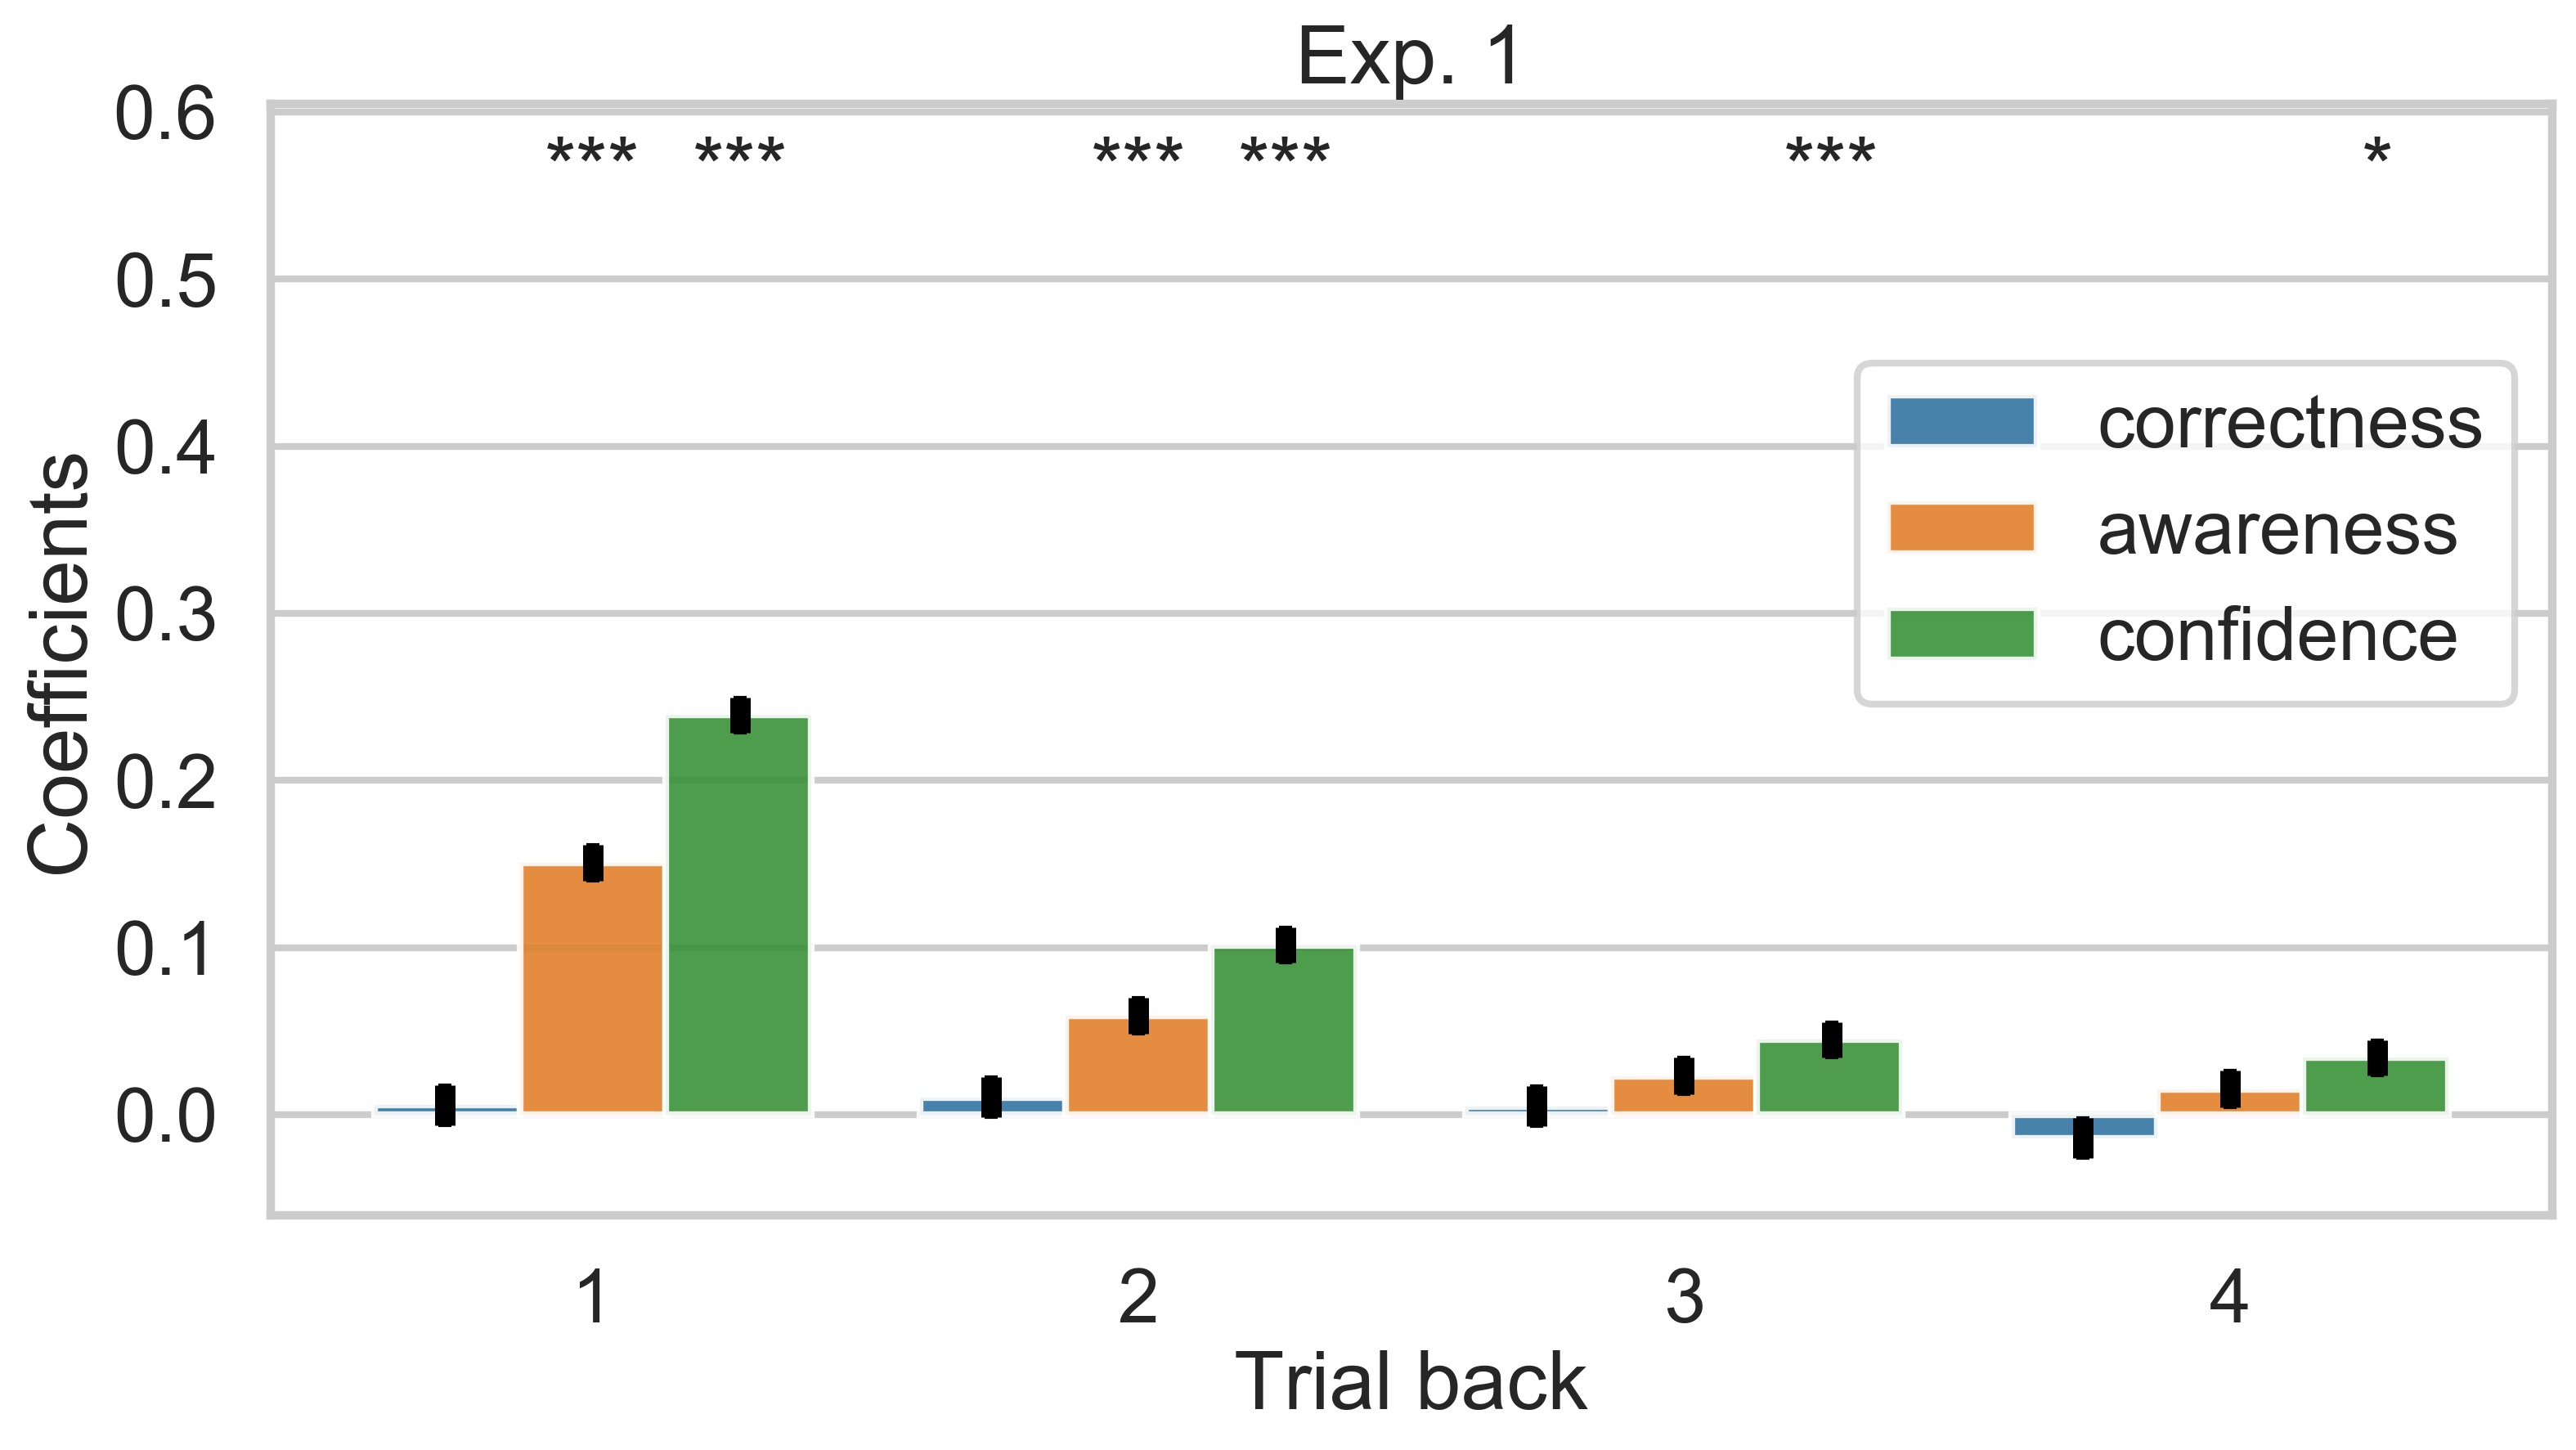 Exp. 1
0.6
*** *** *** *** *** *
0.5
0.4
0.3
0.2
0.1
0.0
Coefficients
correctness
awareness
confidence
1 2 3 4
Trial back